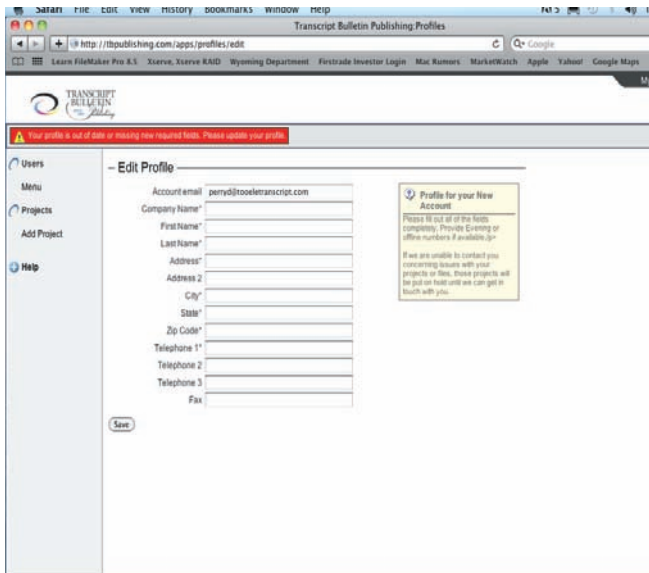 Safari File Edit View History Bookmarks Window Help
Transcript Bulletin Publishing:Profiles
http://tbpublishing.com/apps/profiles/edit
Google
Learn FileMaker Pro 8.5 Xserve, Xserve RAID Wyoming Department Firstrade Investor Login Mac Rumors MarketWatch Apple Yahoo! Google Maps
TRANSCRIPT
BULLETIN
Publishing
Your profile is out of date or missing new required fields. Please update your profile.
Users
Menu
Projects
Add Project
Help
Edit Profile
Account email perryd@tooeletranscript.com
Company Name*
First Name*
Last Name*
Address*
Address 2
City*
State*
Zip Code*
Telephone 1*
Telephone 2
Telephone 3
Fax
Save
Profile for your New
Account
Please fill out all of the fields
completely. Provide Evening or
offline numbers if available./p>
If we are unable to contact you
concerning issues with your
projects or files, those projects will
be put on hold until we can get in
touch with you.